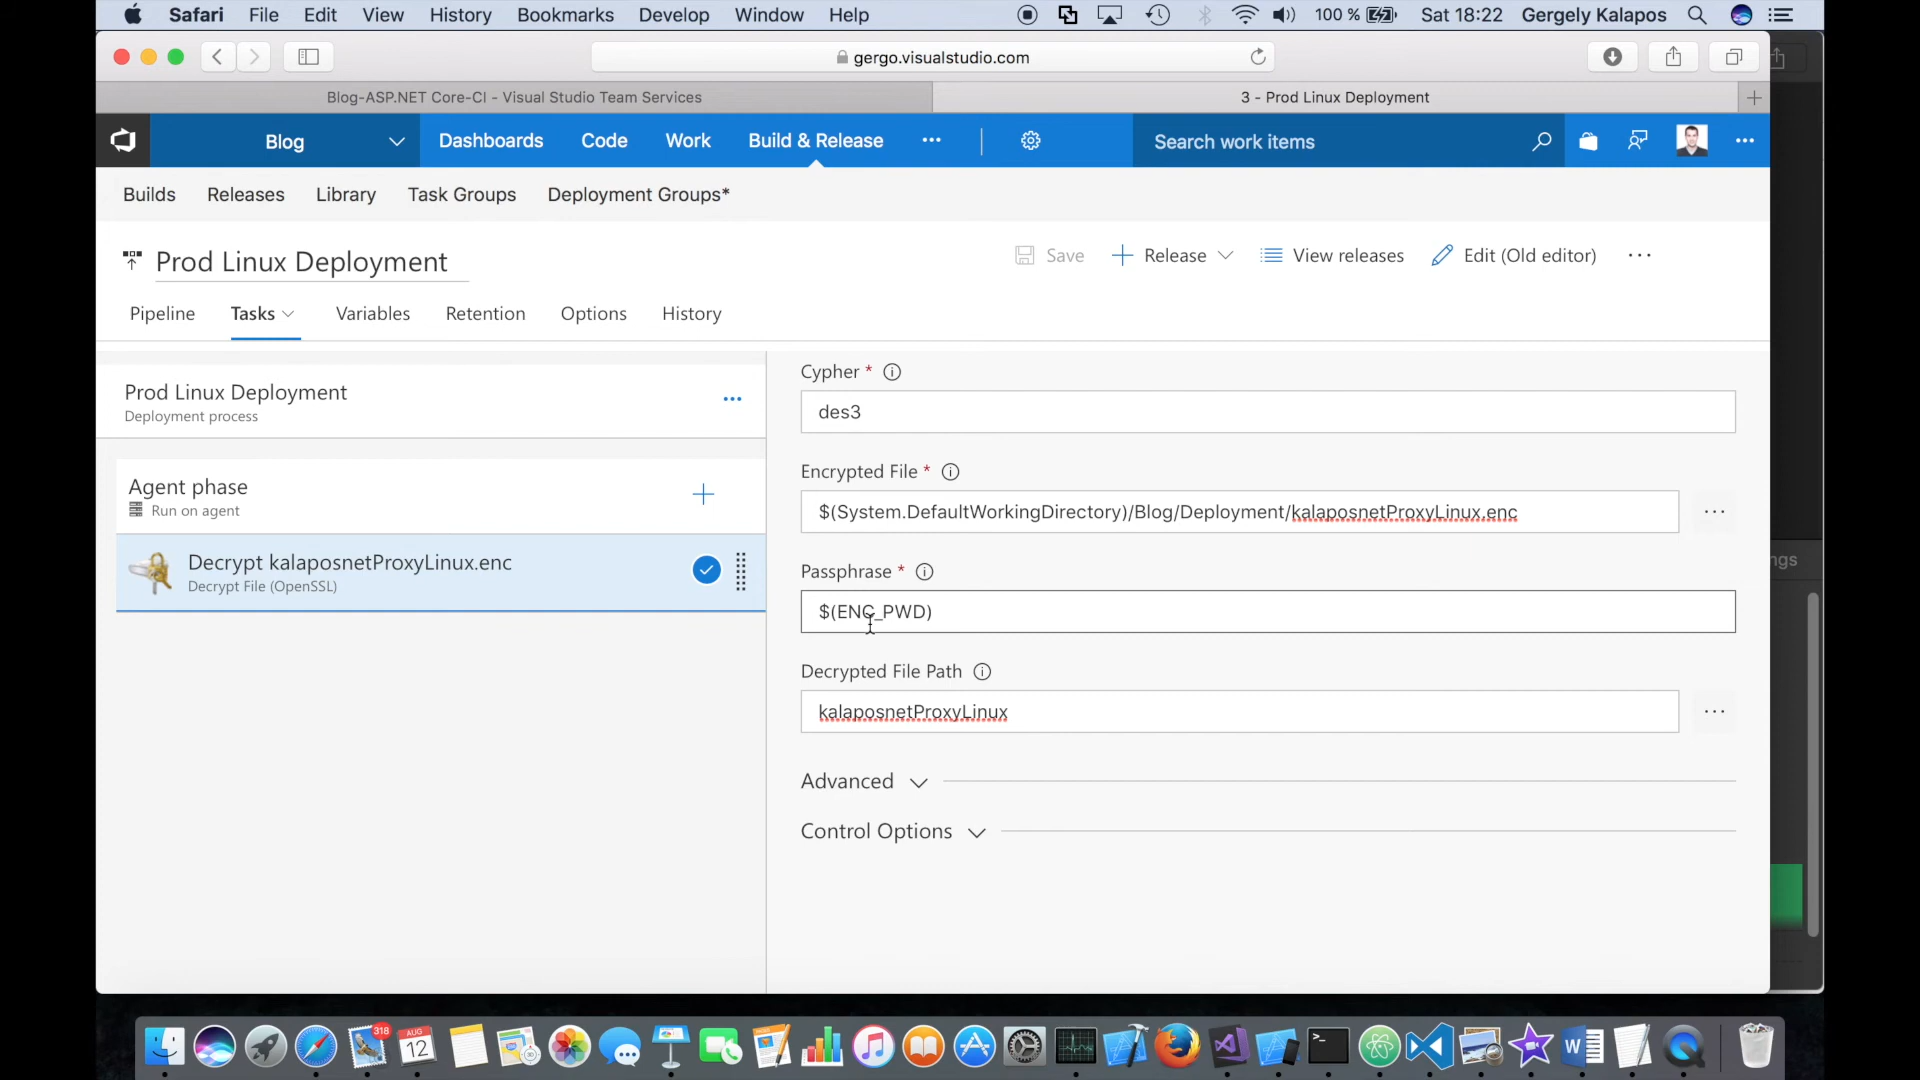 Safari File Edit View History Bookmarks Develop Window Help 100 % Sat 18:22 Gergely Kalapos
gergo.visualstudio.com
Blog-ASP.NET Core-CI - Visual Studio Team Services 3 - Prod Linux Deployment
Blog Dashboards Code Work Build & Release ··· Search work items ···
Builds Releases Library Task Groups Deployment Groups*
Prod Linux Deployment Save Release View releases Edit (Old editor) ···
Pipeline Tasks Variables Retention Options History
Prod Linux Deployment
Deployment process
Agent phase
Run on agent
Decrypt kalaposnetProxyLinux.enc
Decrypt File (OpenSSL)
Cypher *
des3
Encrypted File *
$(System.DefaultWorkingDirectory)/Blog/Deployment/kalaposnetProxyLinux.enc
Passphrase *
$(ENC_PWD)
Decrypted File Path
kalaposnetProxyLinux
Advanced
Control Options
ngs
318
AUG
12
30